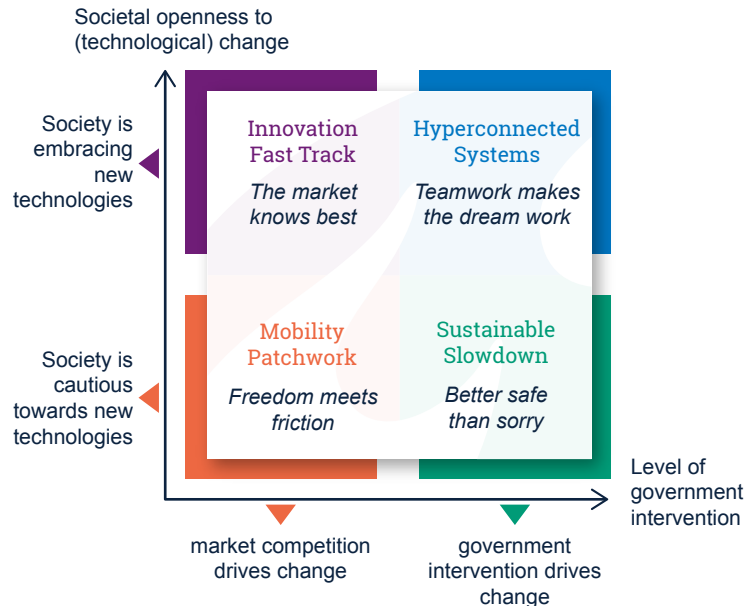 Societal openness to
(technological) change
Society is
embracing
new
technologies
Innovation
Fast Track
The market
knows best
Hyperconnected
Systems
Teamwork makes
the dream work
Society is
cautious
towards new
technologies
Mobility
Patchwork
Freedom meets
friction
Sustainable
Slowdown
Better safe
than sorry
Level of
government
intervention
market competition
drives change
government
intervention drives
change